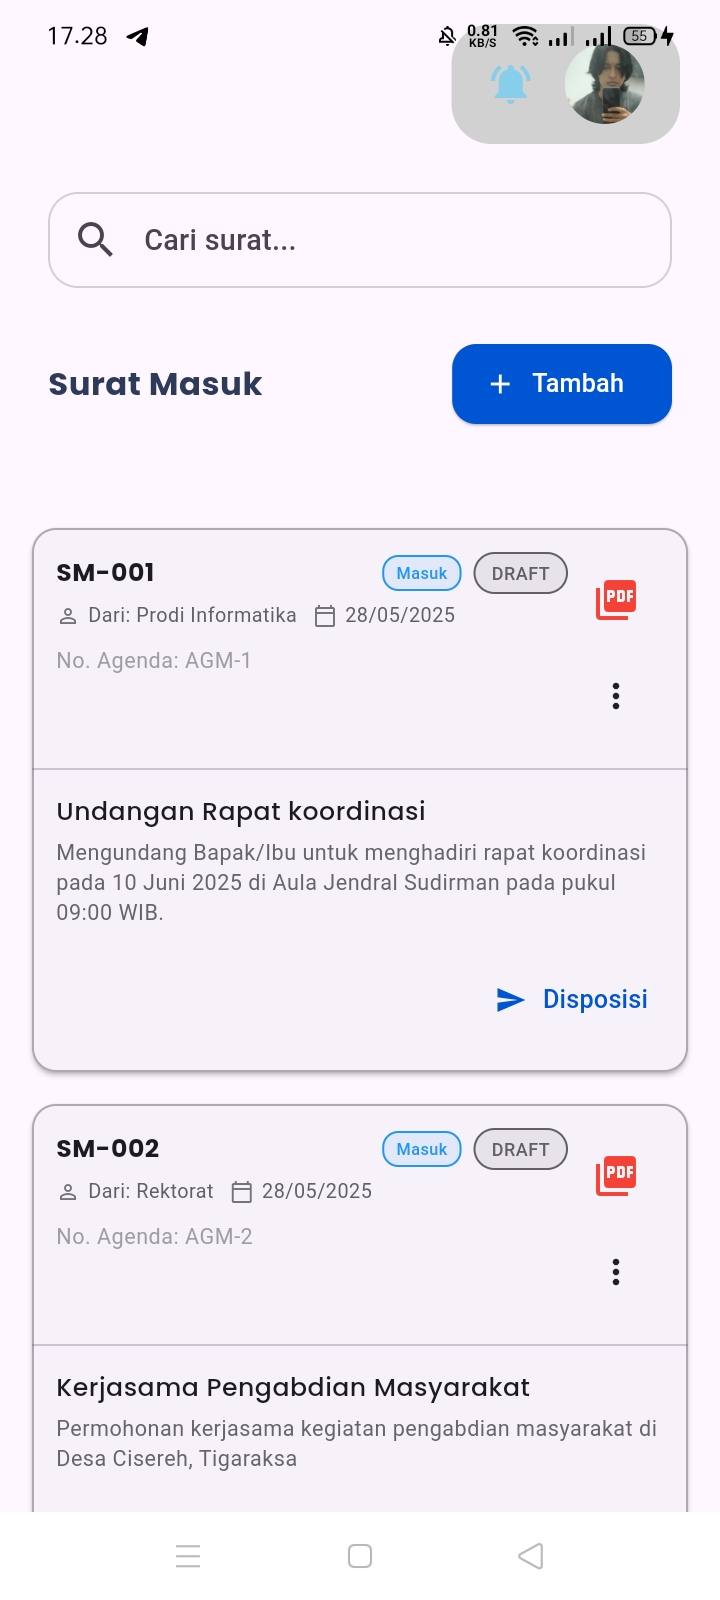 17.28
0.81
KB/S
55
Cari surat...
Surat Masuk
+ Tambah
SM-001
Masuk
DRAFT
PDF
Dari: Prodi Informatika
28/05/2025
No. Agenda: AGM-1
Undangan Rapat koordinasi
Mengundang Bapak/Ibu untuk menghadiri rapat koordinasi
pada 10 Juni 2025 di Aula Jendral Sudirman pada pukul
09:00 WIB.
Disposisi
SM-002
Masuk
DRAFT
PDF
Dari: Rektorat
28/05/2025
No. Agenda: AGM-2
Kerjasama Pengabdian Masyarakat
Permohonan kerjasama kegiatan pengabdian masyarakat di
Desa Cisereh, Tigaraksa